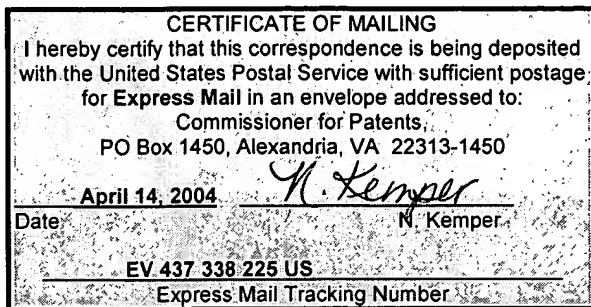 CERTIFICATE OF MAILING
I hereby certify that this correspondence is being deposited
with the United States Postal Service with sufficient postage
for Express Mail in an envelope addressed to:
Commissioner for Patents,
PO Box 1450, Alexandria, VA 22313-1450
April 14, 2004 N. Kemper
Date N. Kemper
EV 437 338 225 US
Express Mail Tracking Number